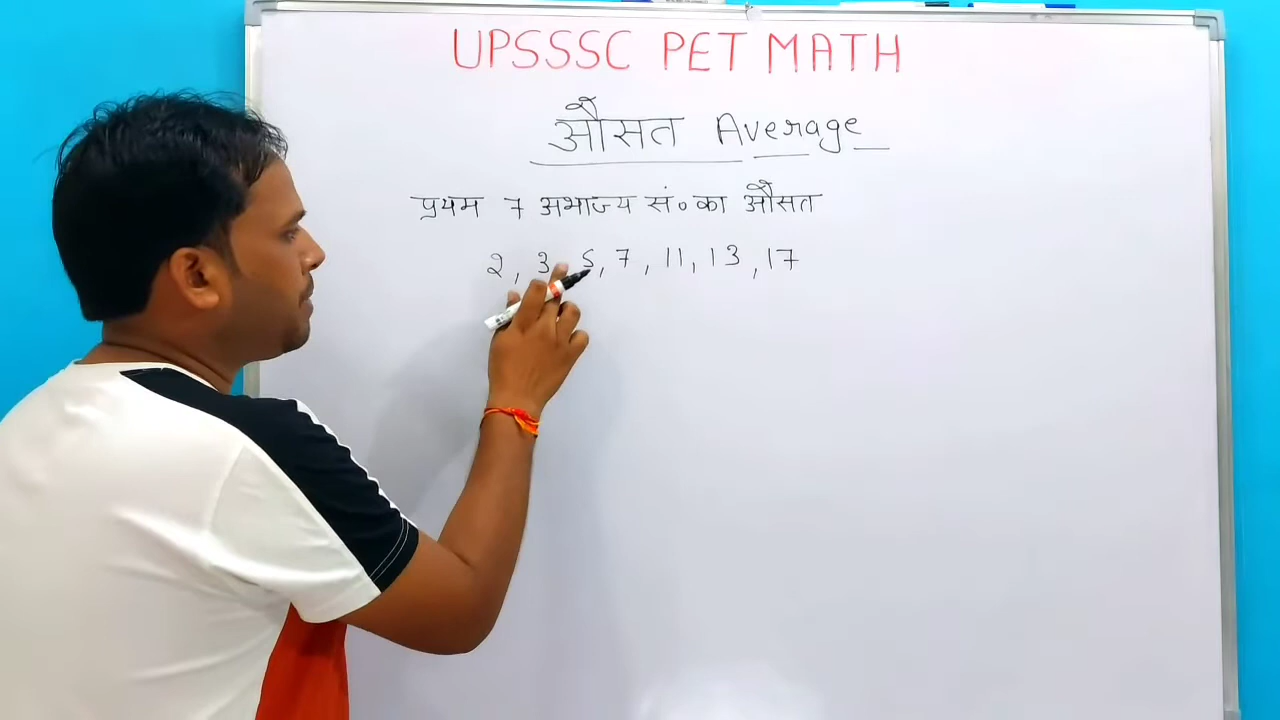 UPSSSC PET MATH
औसत Average
प्रथम 7 अभाज्य सं० का औसत
2, 3, 5, 7, 11, 13, 17